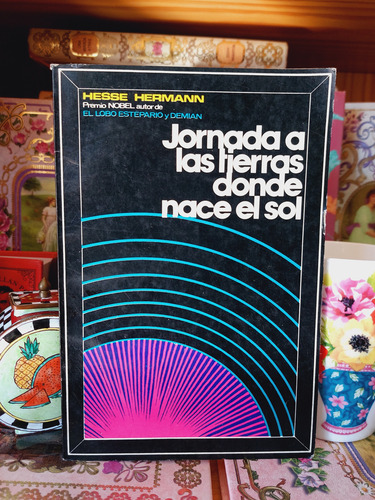 HESSE HERMANN
Premio NOBEL autor de
EL LOBO ESTEPARIO y DEMIAN
Jornada a
las tierras
donde
nace el sol